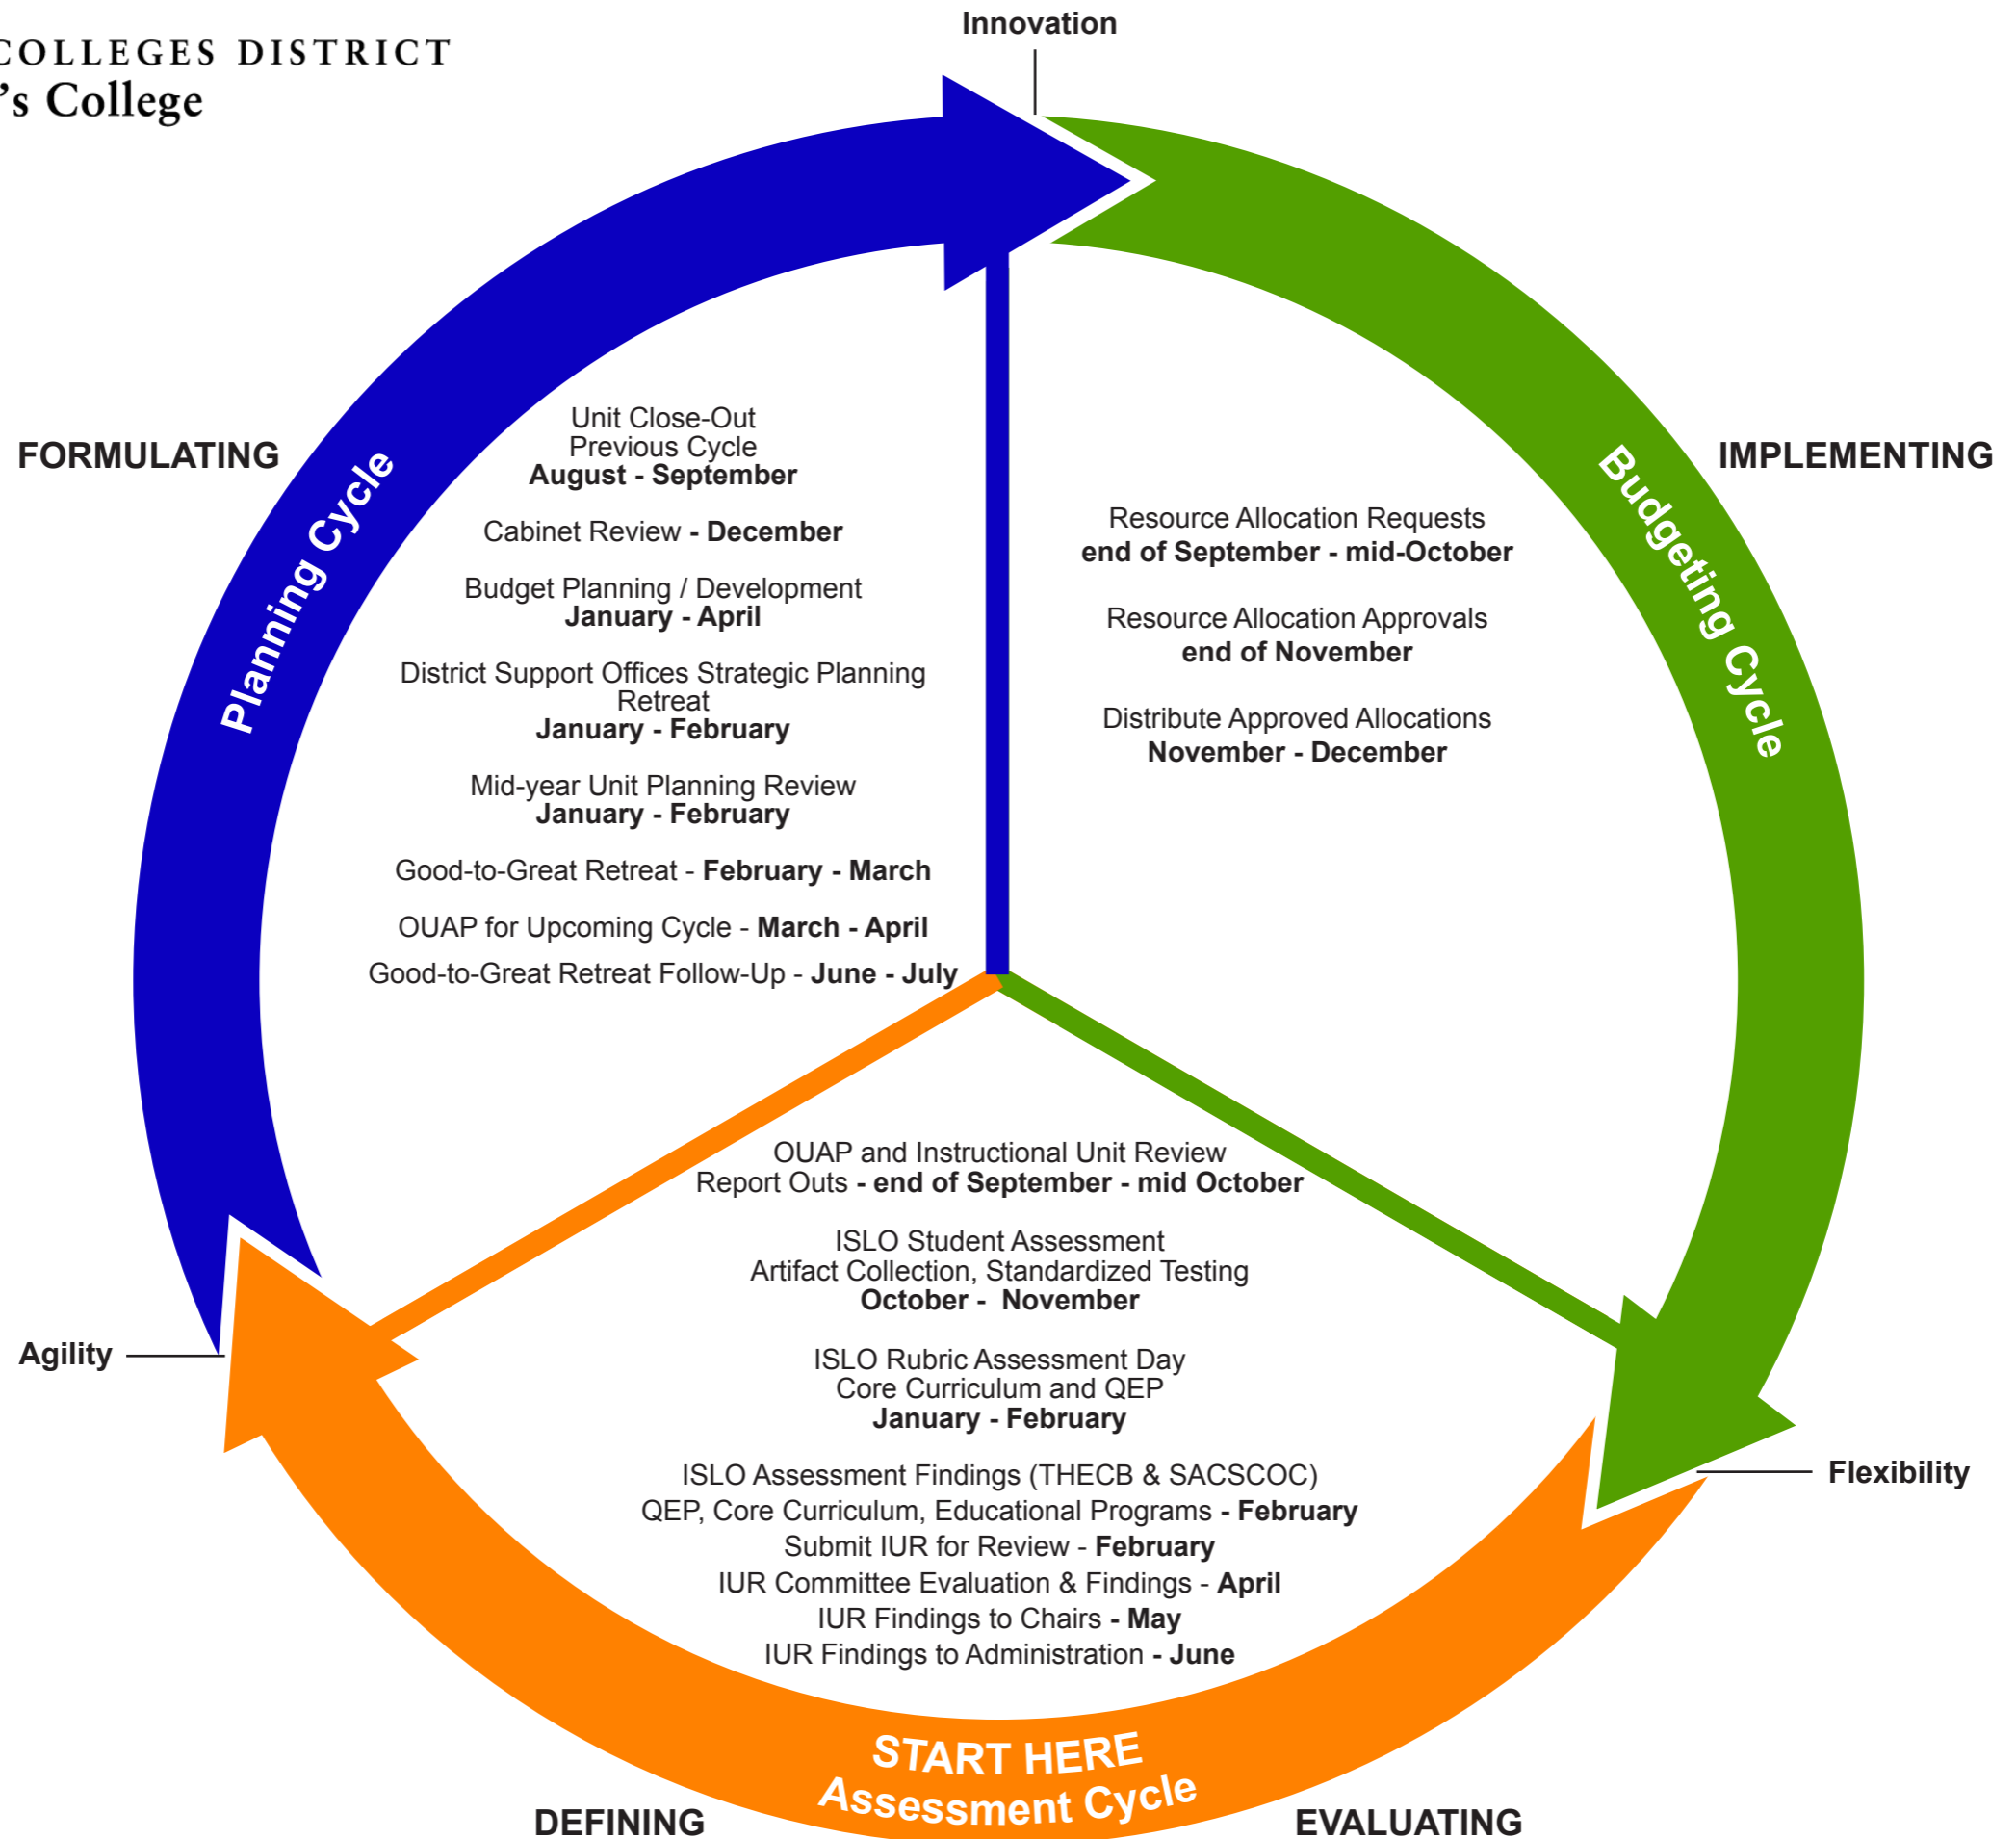 COLLEGES DISTRICT
's College
Innovation
FORMULATING
IMPLEMENTING
Planning Cycle
Unit Close-Out
Previous Cycle
August - September
Cabinet Review - December
Budget Planning / Development
January - April
District Support Offices Strategic Planning
Retreat
January - February
Mid-year Unit Planning Review
January - February
Good-to-Great Retreat - February - March
OUAP for Upcoming Cycle - March - April
Good-to-Great Retreat Follow-Up - June - July
Budgeting Cycle
Resource Allocation Requests
end of September - mid-October
Resource Allocation Approvals
end of November
Distribute Approved Allocations
November - December
OUAP and Instructional Unit Review
Report Outs - end of September - mid October
ISLO Student Assessment
Artifact Collection, Standardized Testing
October -  November
ISLO Rubric Assessment Day
Core Curriculum and QEP
January - February
ISLO Assessment Findings (THECB & SACSCOC)
QEP, Core Curriculum, Educational Programs - February
Submit IUR for Review - February
IUR Committee Evaluation & Findings - April
IUR Findings to Chairs - May
IUR Findings to Administration - June
Agility
Flexibility
START HERE
Assessment Cycle
DEFINING
EVALUATING